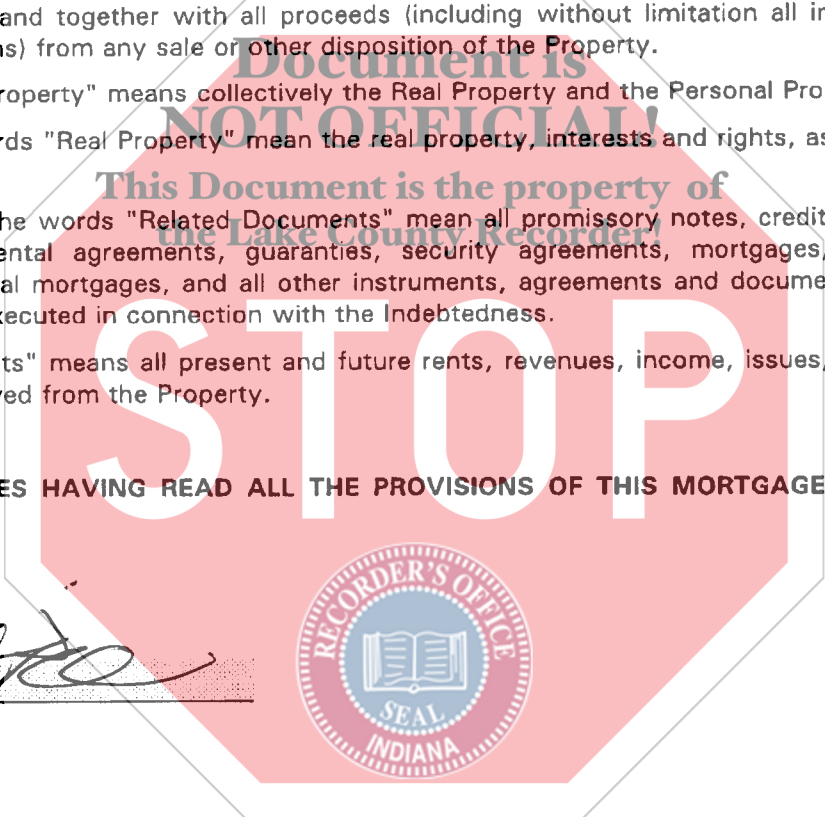 and together with all proceeds (including without limitation all in
s) from any sale or other disposition of the Property.
Document is
roperty" means collectively the Real Property and the Personal Pro
NOT OFFICIAL!
rds "Real Property" mean the real property, interests and rights, as
This Document is the property of
he words "Related Documents" mean all promissory notes, credit
the Lake County Recorder!
ental agreements, guaranties, security agreements, mortgages,
al mortgages, and all other instruments, agreements and docume
xecuted in connection with the Indebtedness.
ts" means all present and future rents, revenues, income, issues,
ved from the Property.
STOP
ES HAVING READ ALL THE PROVISIONS OF THIS MORTGAGE
RECORDER'S OFFICE
SEAL
INDIANA